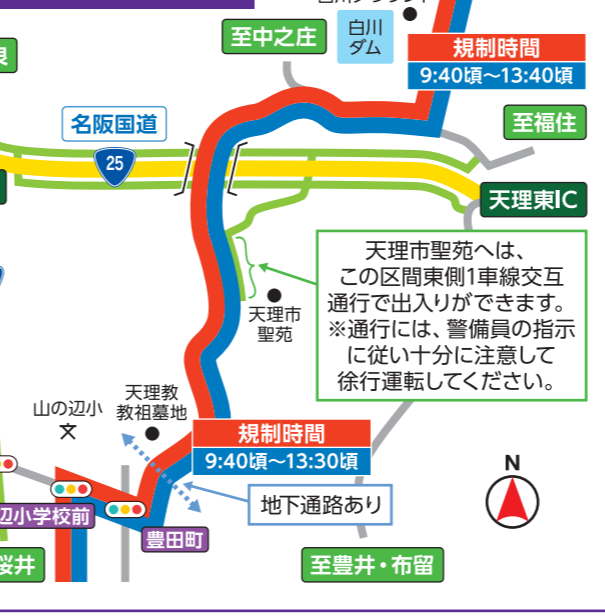 至中之庄
白川
ダム
規制時間
9:40頃〜13:40頃
至福住
名阪国道
25
天理東IC
天理市聖苑へは、
この区間東側1車線交互
通行で出入りができます。
※通行には、警備員の指示
に従い十分に注意して
徐行運転してください。
天理市
聖苑
天理教
教祖墓地
山の辺小
文
規制時間
9:40頃〜13:30頃
地下通路あり
辺小学校前
豊田町
桜井
至豊井・布留
N